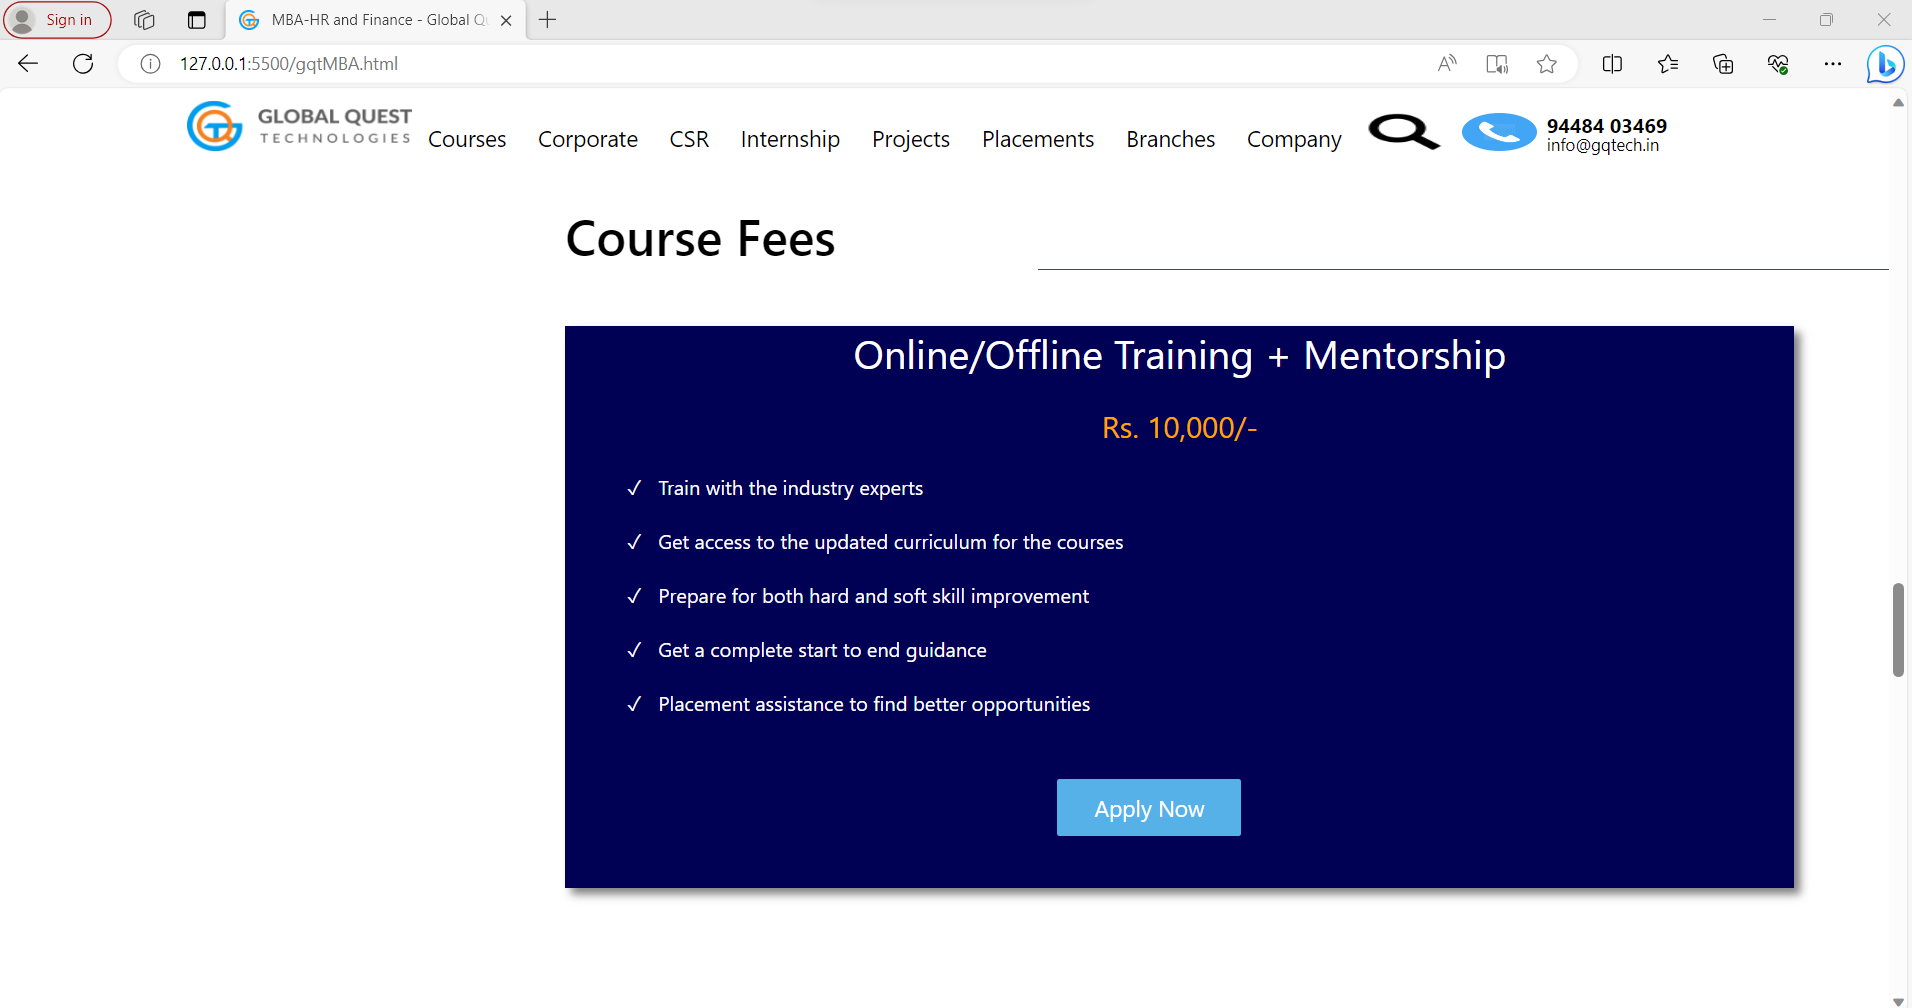 Sign in
MBA-HR and Finance - Global
127.0.0.1:5500/gqtMBA.html
GLOBAL QUEST
TECHNOLOGIES
Courses Corporate CSR Internship Projects Placements Branches Company
94484 03469
info@gqtech.in
Course Fees
Online/Offline Training + Mentorship
Rs. 10,000/-
✓ Train with the industry experts
✓ Get access to the updated curriculum for the courses
✓ Prepare for both hard and soft skill improvement
✓ Get a complete start to end guidance
✓ Placement assistance to find better opportunities
Apply Now